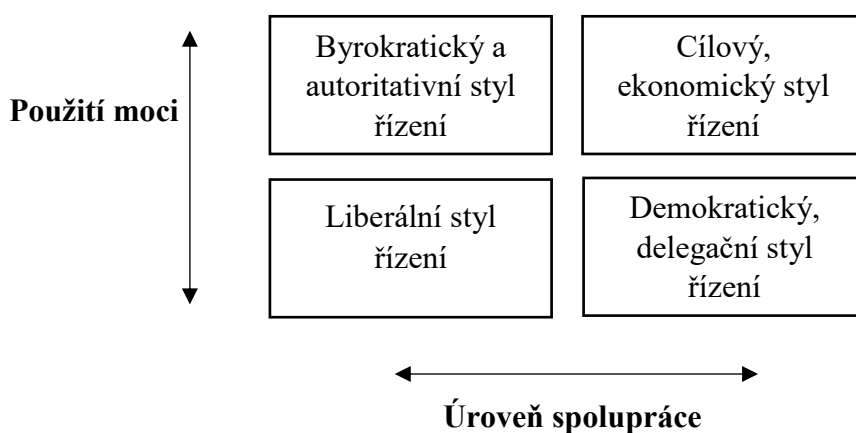 Byrokratický a
autoritativní styl
řízení
Cílový,
ekonomický styl
řízení
Použití moci
Liberální styl
řízení
Demokratický,
delegační styl
řízení
Úroveň spolupráce